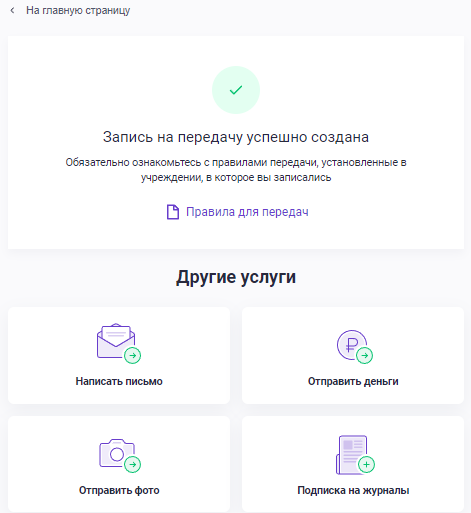 На главную страницу
Запись на передачу успешно создана
Обязательно ознакомьтесь с правилами передачи, установленные в
учреждении, в которое вы записались
Правила для передач
Другие услуги
Написать письмо
Отправить деньги
Отправить фото
Подписка на журналы